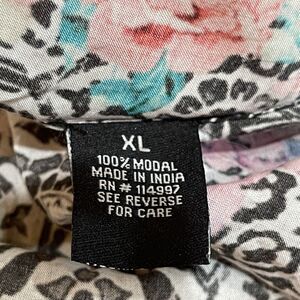 XL
100% MODAL
MADE IN INDIA
RN # 114997
SEE REVERSE
FOR CARE